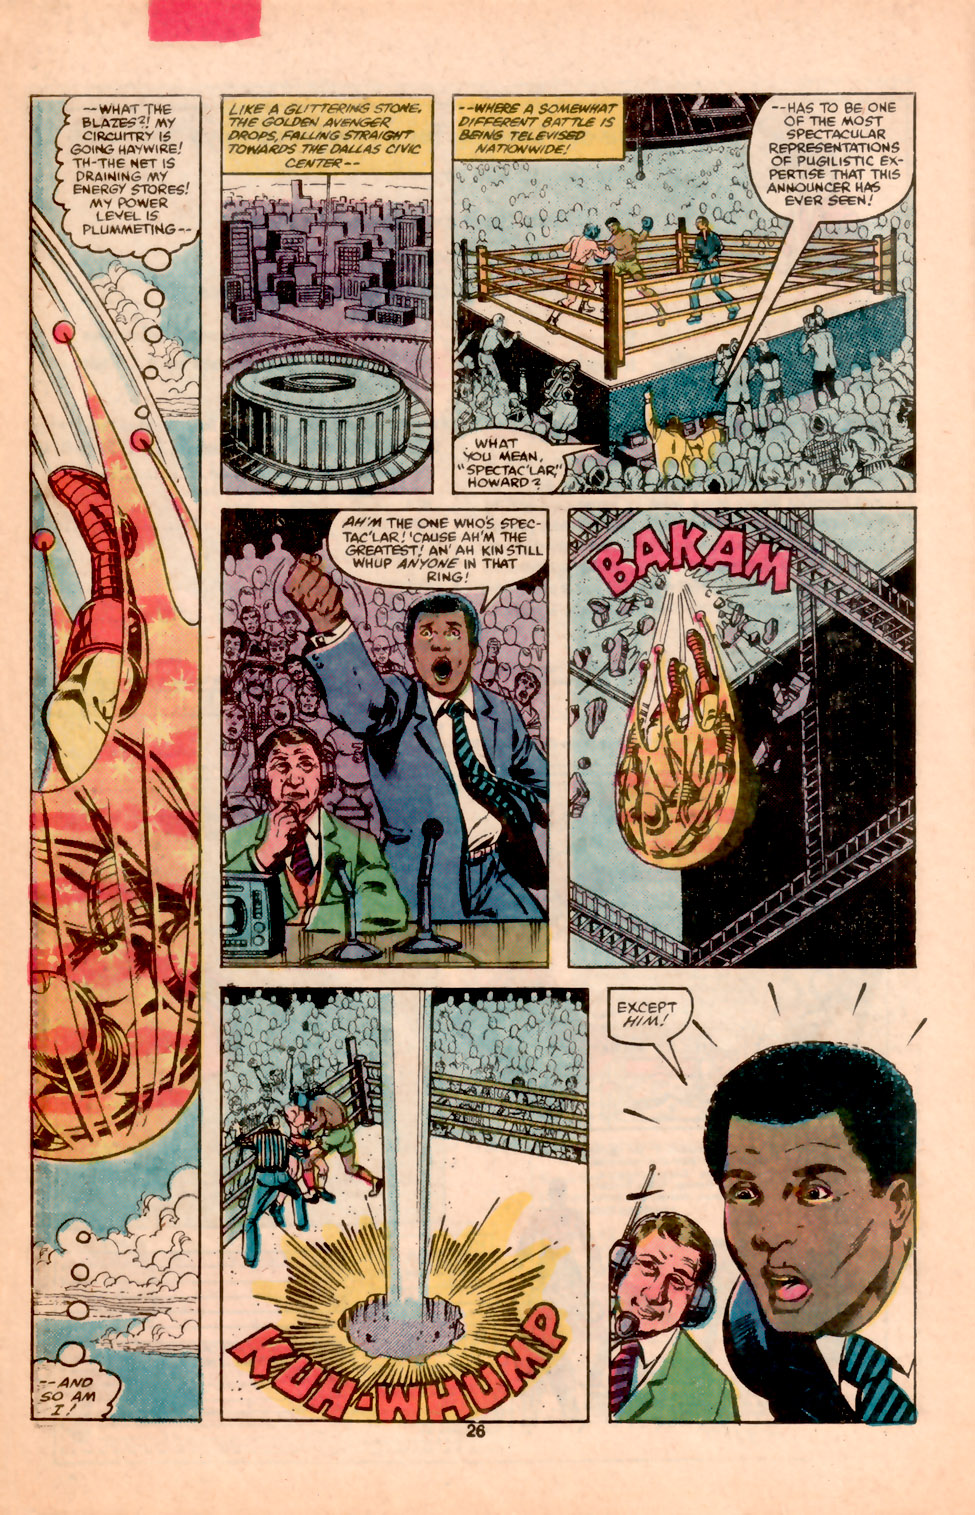 --WHAT THE
BLAZES?! MY
CIRCUITRY IS
GOING HAYWIRE!
TH-THE NET IS
DRAINING MY
ENERGY STORES!
MY POWER
LEVEL IS
PLUMMETING--
--AND
SO AM
I!
LIKE A GLITTERING STONE,
THE GOLDEN AVENGER
DROPS, FALLING STRAIGHT
TOWARDS THE DALLAS CIVIC
CENTER--
--WHERE A SOMEWHAT
DIFFERENT BATTLE IS
BEING TELEVISED
NATIONWIDE!
--HAS TO BE ONE
OF THE MOST
SPECTACULAR
REPRESENTATIONS
OF PUGILISTIC EX-
PERTISE THAT THIS
ANNOUNCER HAS
EVER SEEN!
WHAT
YOU MEAN,
"SPECTAC'LAR,"
HOWARD?
AH'M THE ONE WHO'S SPEC-
TAC'LAR! 'CAUSE AH'M THE
GREATEST! AN' AH KIN STILL
WHUP ANYONE IN THAT
RING!
BAKAM
KUH-WHUMP
EXCEPT
HIM!
26